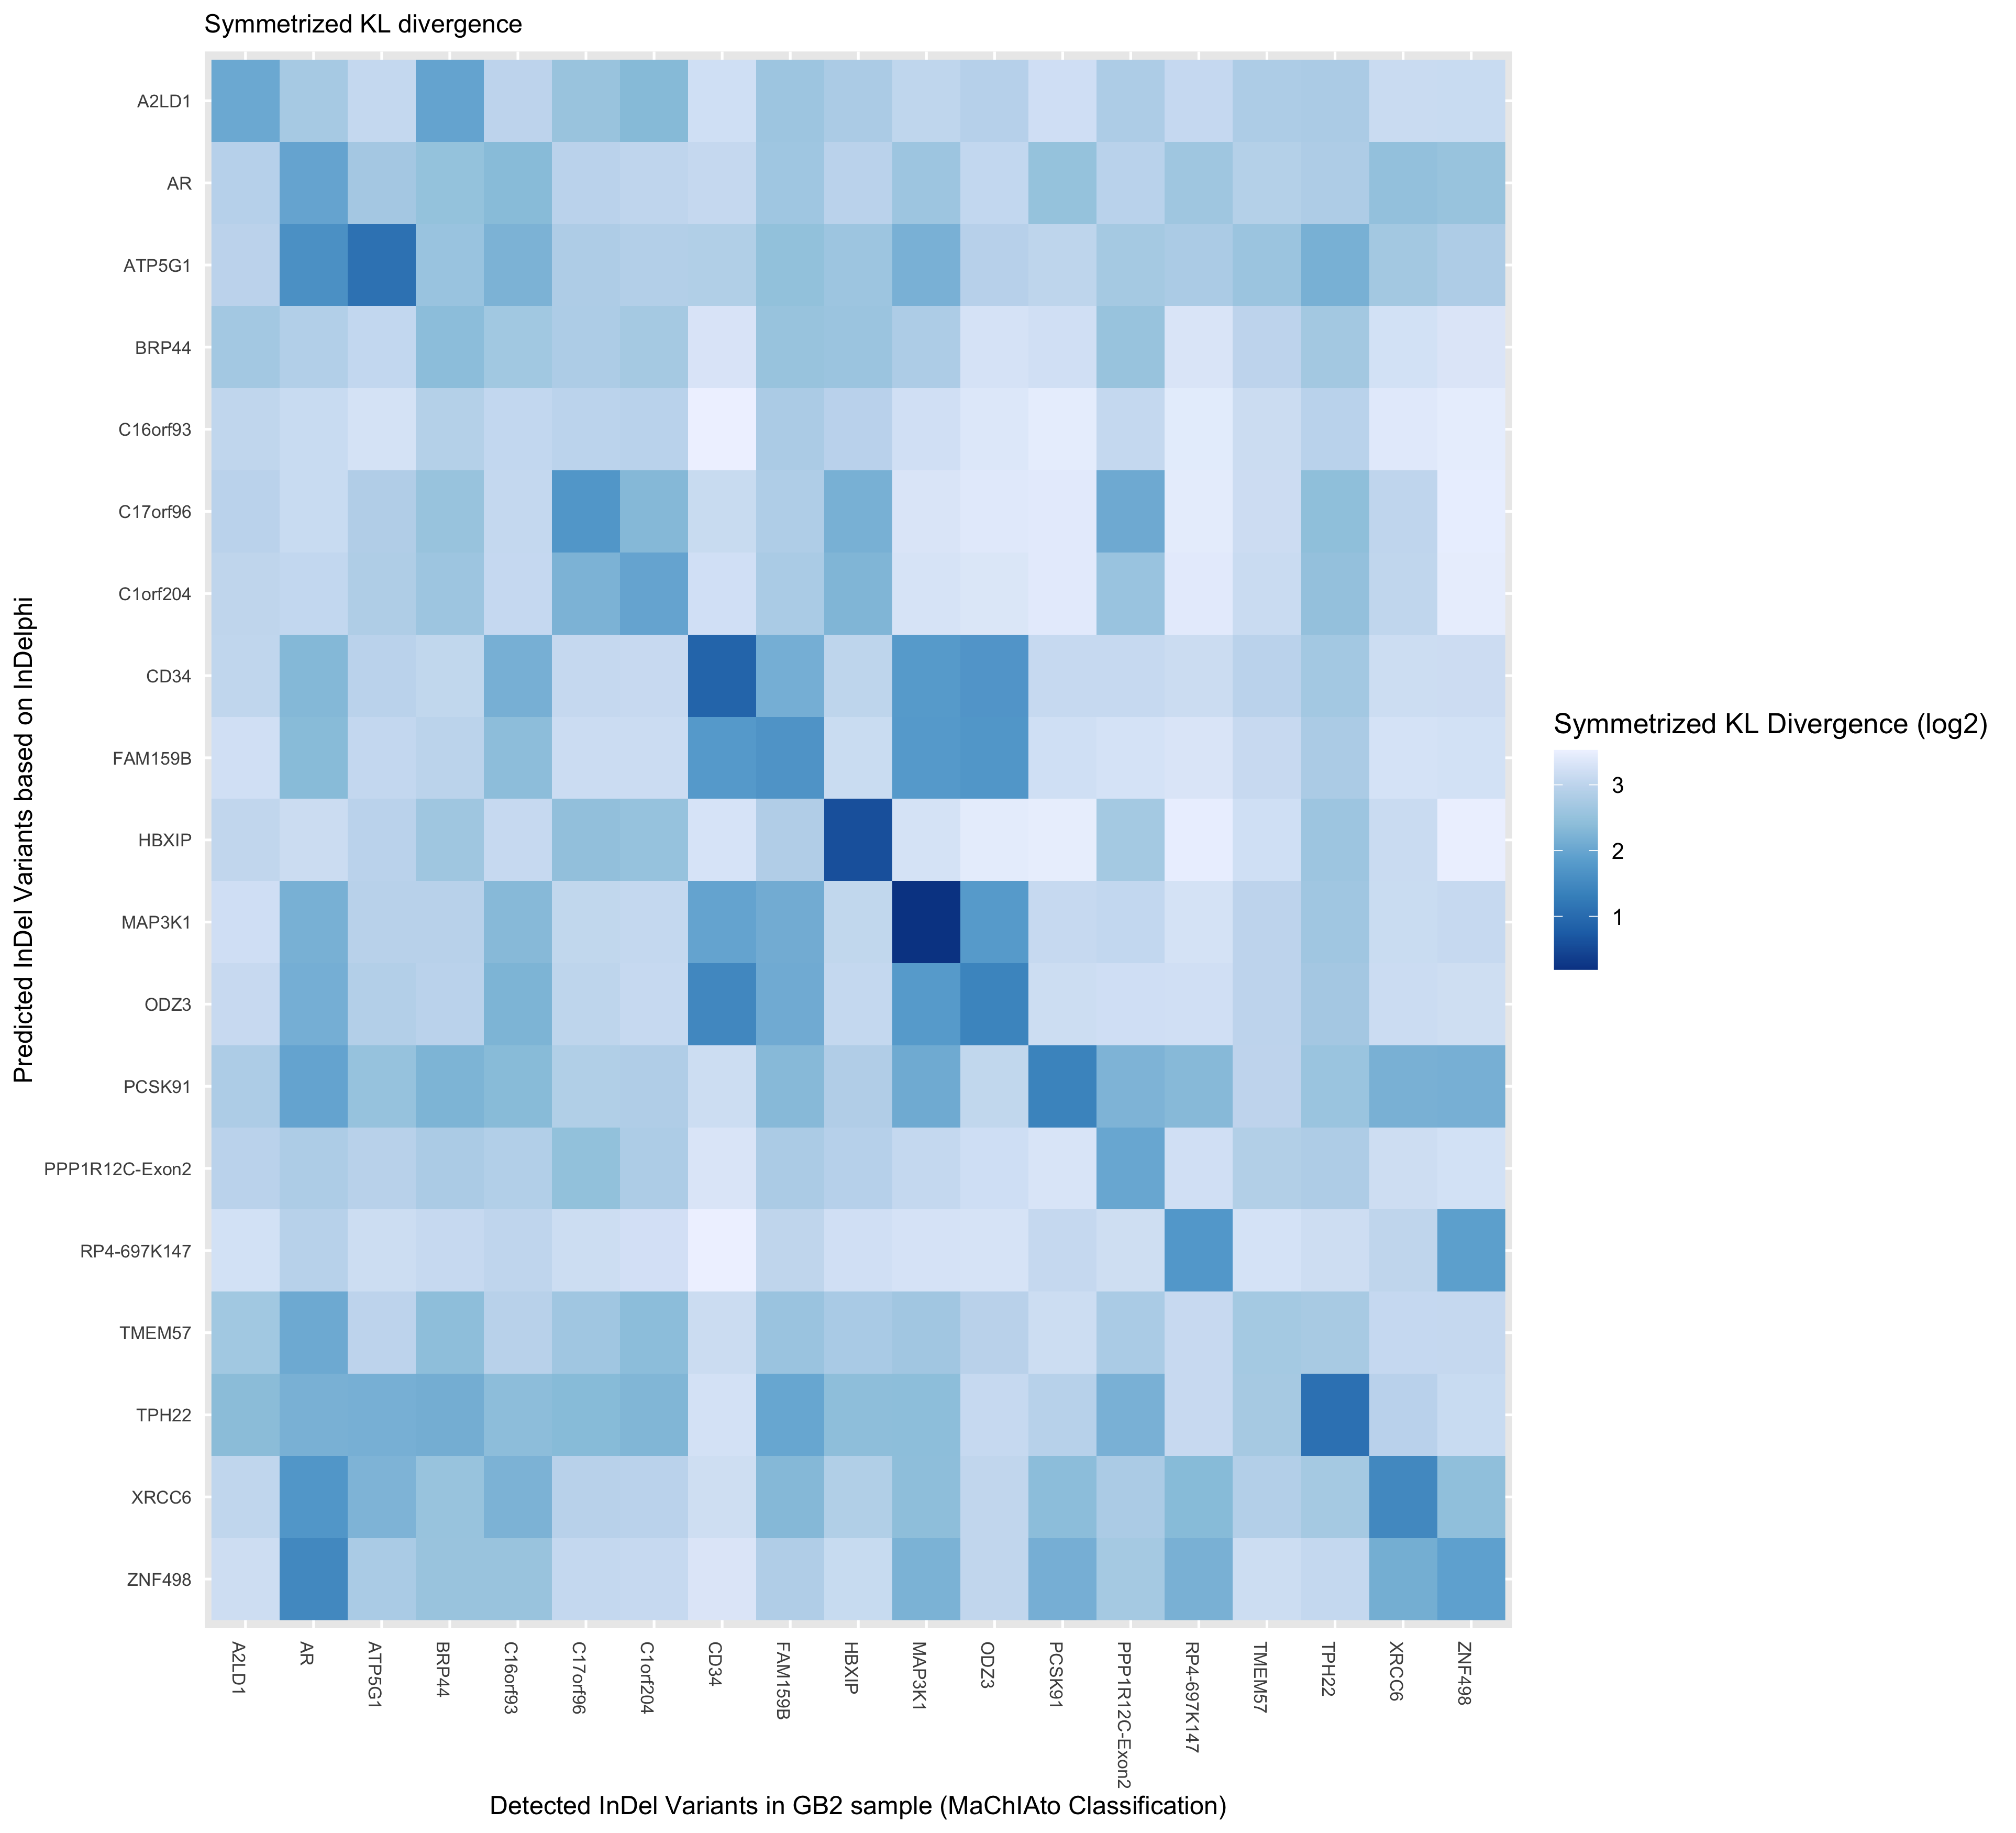 Symmetrized KL divergence
A2LD1
AR
ATP5G1
BRP44
C16orf93
C17orf96
C1orf204
CD34
FAM159B
HBXIP
MAP3K1
ODZ3
PCSK91
PPP1R12C-Exon2
RP4-697K147
TMEM57
TPH22
XRCC6
ZNF498
Predicted InDel Variants based on InDelphi
A2LD1
AR
ATP5G1
BRP44
C16orf93
C17orf96
C1orf204
CD34
FAM159B
HBXIP
MAP3K1
ODZ3
PCSK91
PPP1R12C-Exon2
RP4-697K147
TMEM57
TPH22
XRCC6
ZNF498
Detected InDel Variants in GB2 sample (MaChIAto Classification)
Symmetrized KL Divergence (log2)
3
2
1